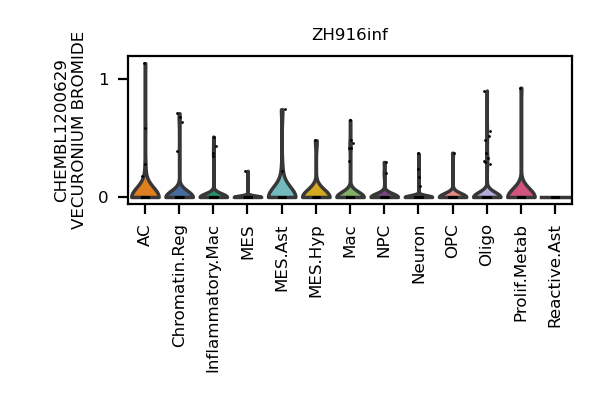 ZH916inf
CHEMBL1200629
VECURONIUM BROMIDE
1
0
AC
Chromatin.Reg
Inflammatory.Mac
MES
MES.Ast
MES.Hyp
Mac
NPC
Neuron
OPC
Oligo
Prolif.Metab
Reactive.Ast